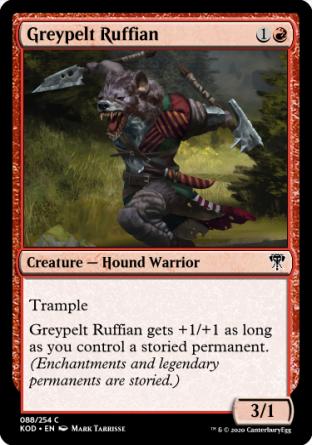 Greypelt Ruffian 1
Creature — Hound Warrior
Trample
Greypelt Ruffian gets +1/+1 as long
as you control a storied permanent.
(Enchantments and legendary
permanents are storied.)
3/1
088/254 C
KOD • EN Mark Tarrisse
™ & © 2020 CanterburyEgg